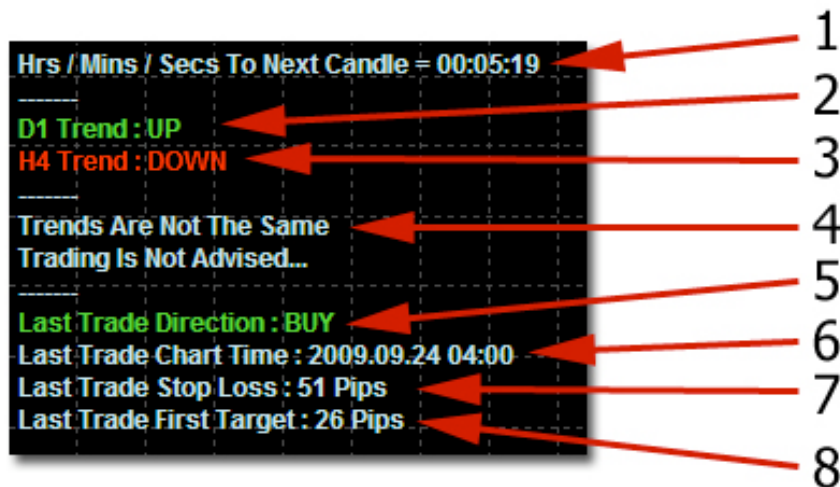 Hrs / Mins / Secs To Next Candle = 00:05:19
1
-------
2
D1 Trend : UP
H4 Trend : DOWN
3
-------
Trends Are Not The Same
4
Trading Is Not Advised...
-------
5
Last Trade Direction : BUY
Last Trade Chart Time : 2009.09.24 04:00
6
Last Trade Stop Loss : 51 Pips
7
Last Trade First Target : 26 Pips
8